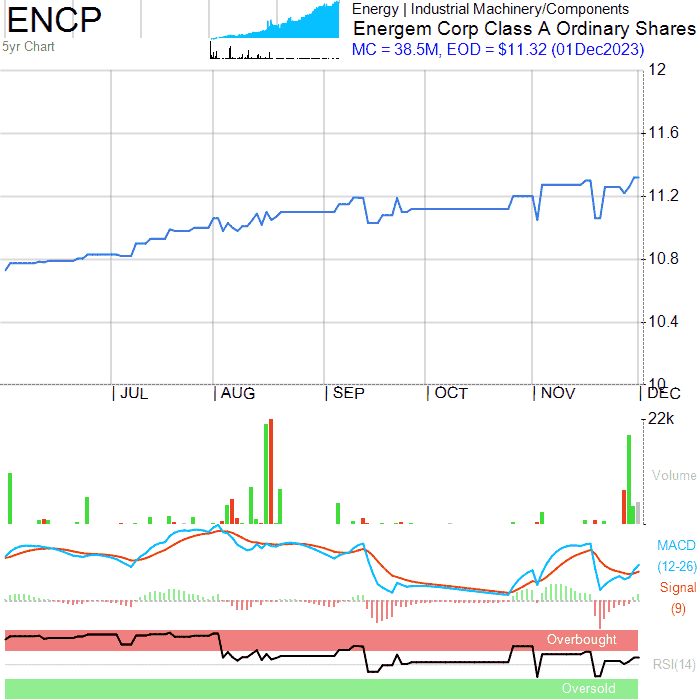 ENCP
5yr Chart
Energy | Industrial Machinery/Components
Energem Corp Class A Ordinary Shares
MC = 38.5M, EOD = $11.32 (01Dec2023)
12
11.6
11.2
10.8
10.4
10
| JUL | AUG | SEP | OCT | NOV | DEC
22k
Volume
MACD
(12-26)
Signal
(9)
Overbought
RSI(14)
Oversold